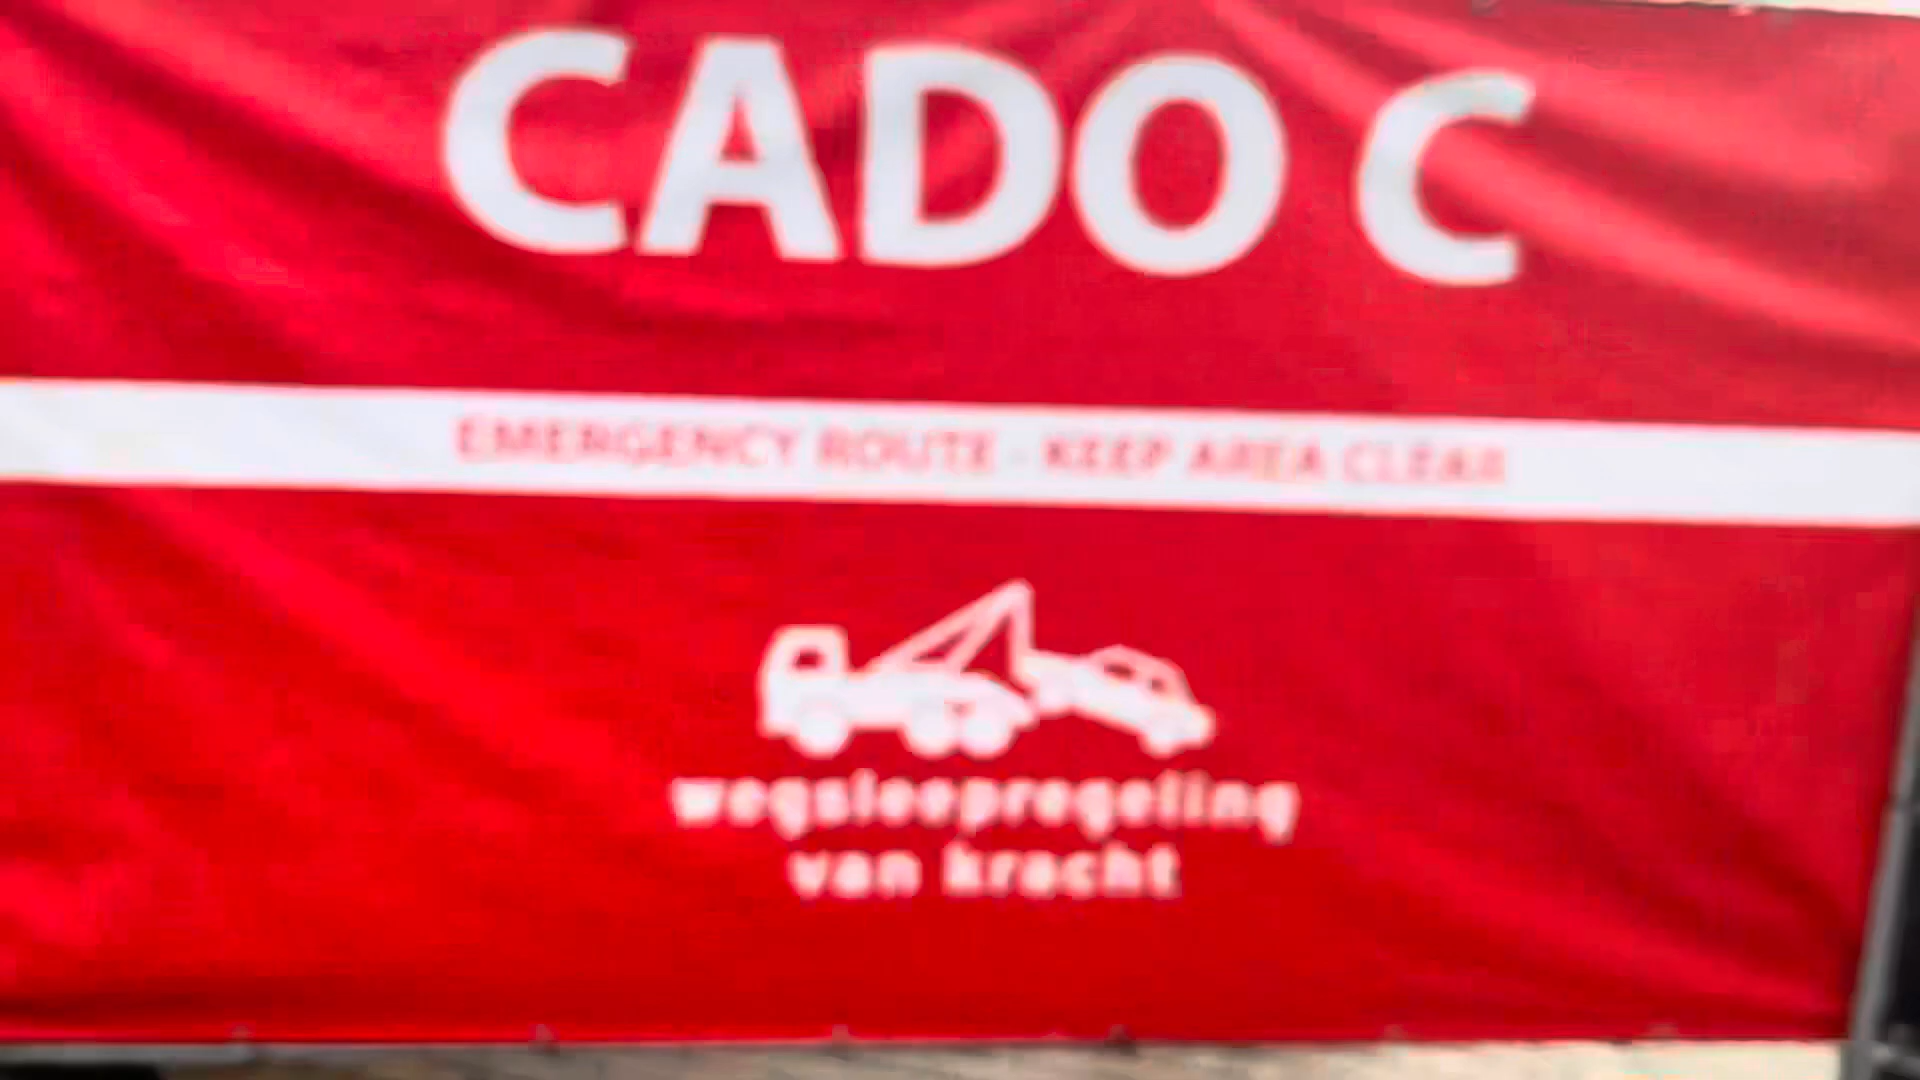 CADO C
EMERGENCY ROUTE - KEEP AREA CLEAR
wegsleepregeling
van kracht